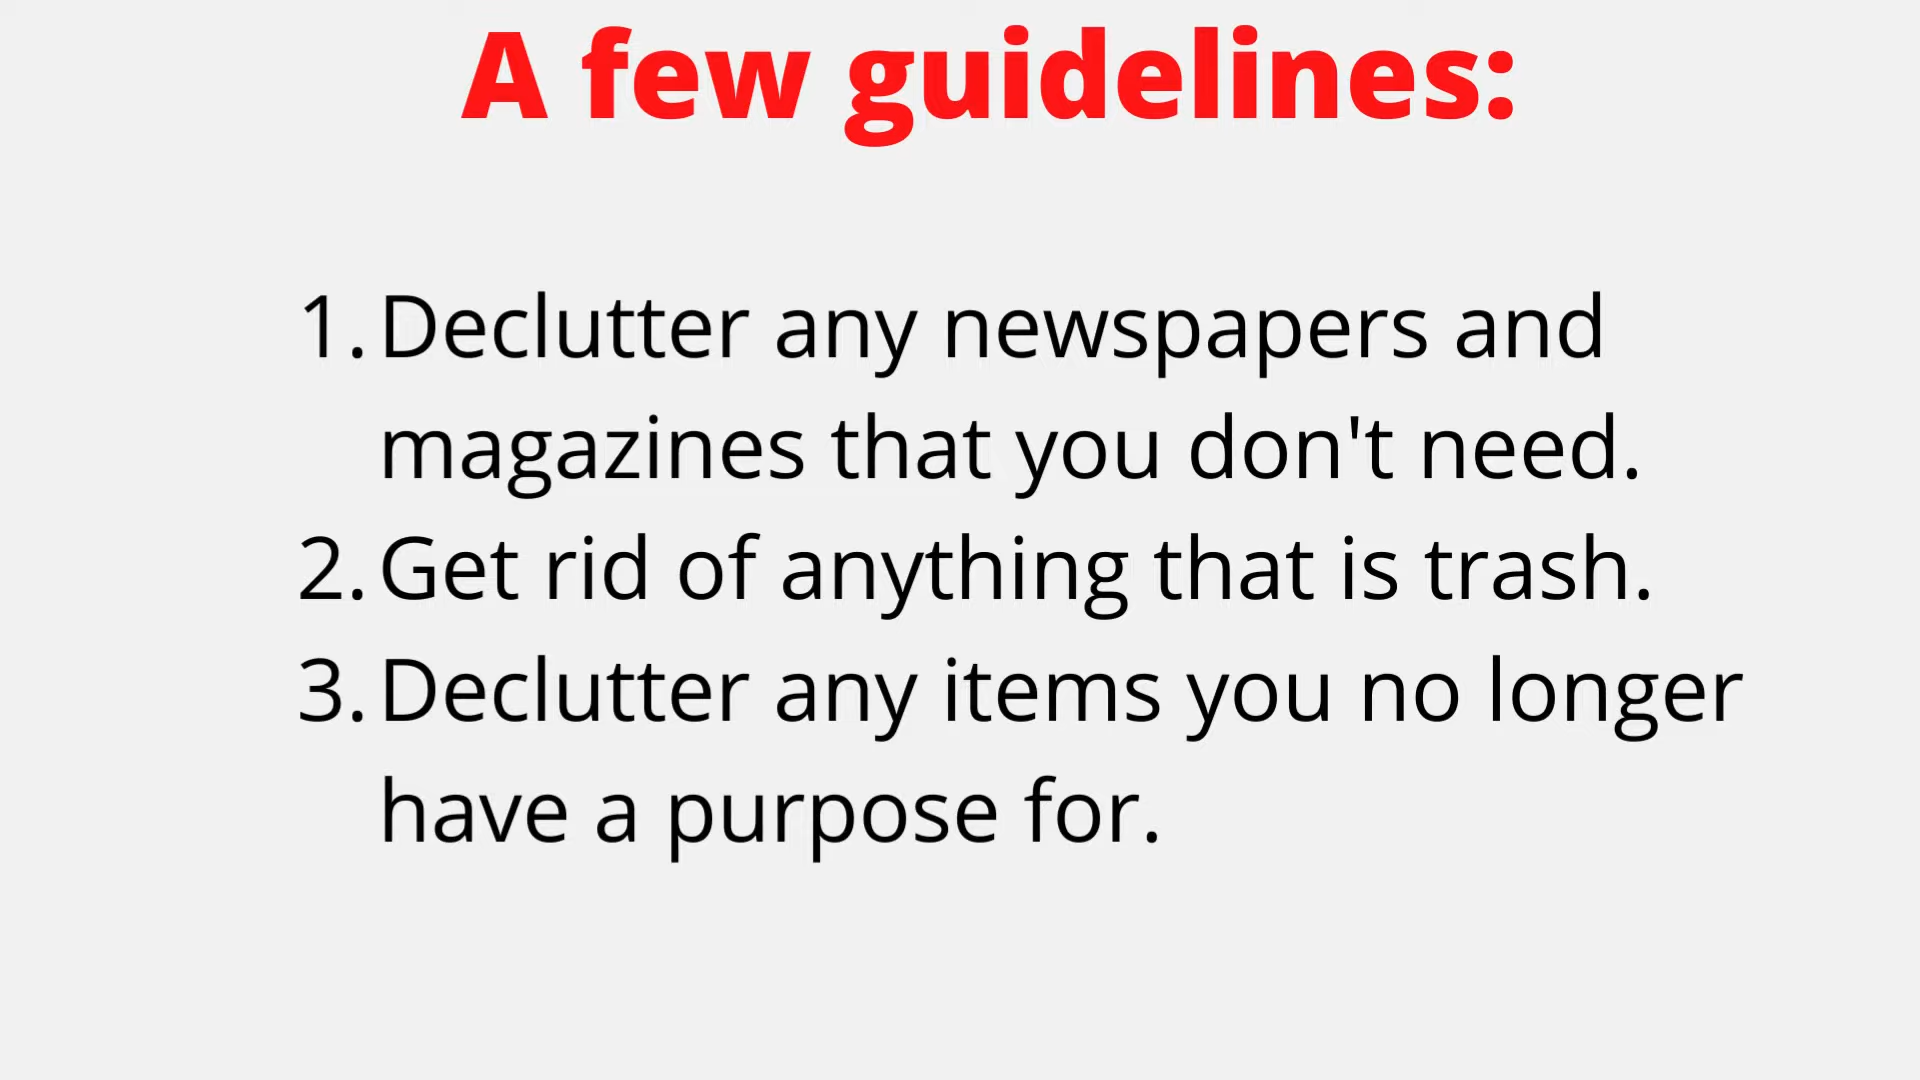 A few guidelines:
1. Declutter any newspapers and
magazines that you don't need.
2. Get rid of anything that is trash.
3. Declutter any items you no longer
have a purpose for.